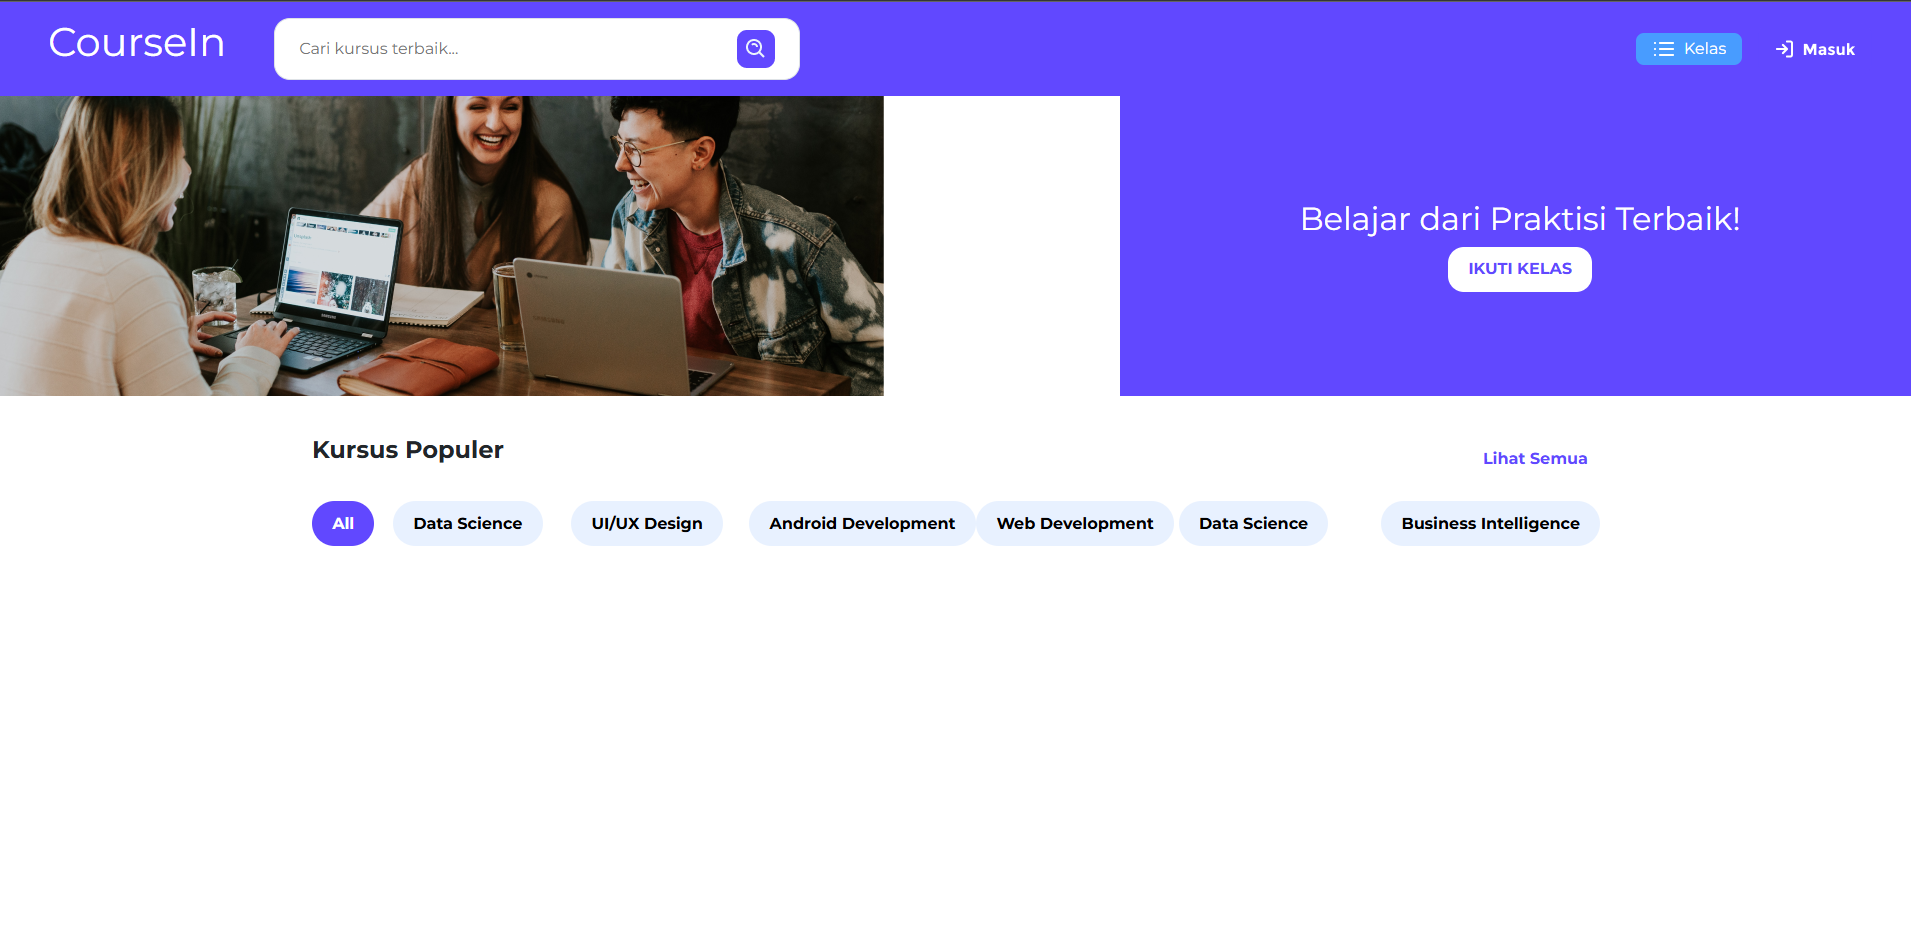 CourseIn
Cari kursus terbaik...
Kelas
Masuk
Belajar dari Praktisi Terbaik!
IKUTI KELAS
Kursus Populer
Lihat Semua
All
Data Science
UI/UX Design
Android Development
Web Development
Data Science
Business Intelligence